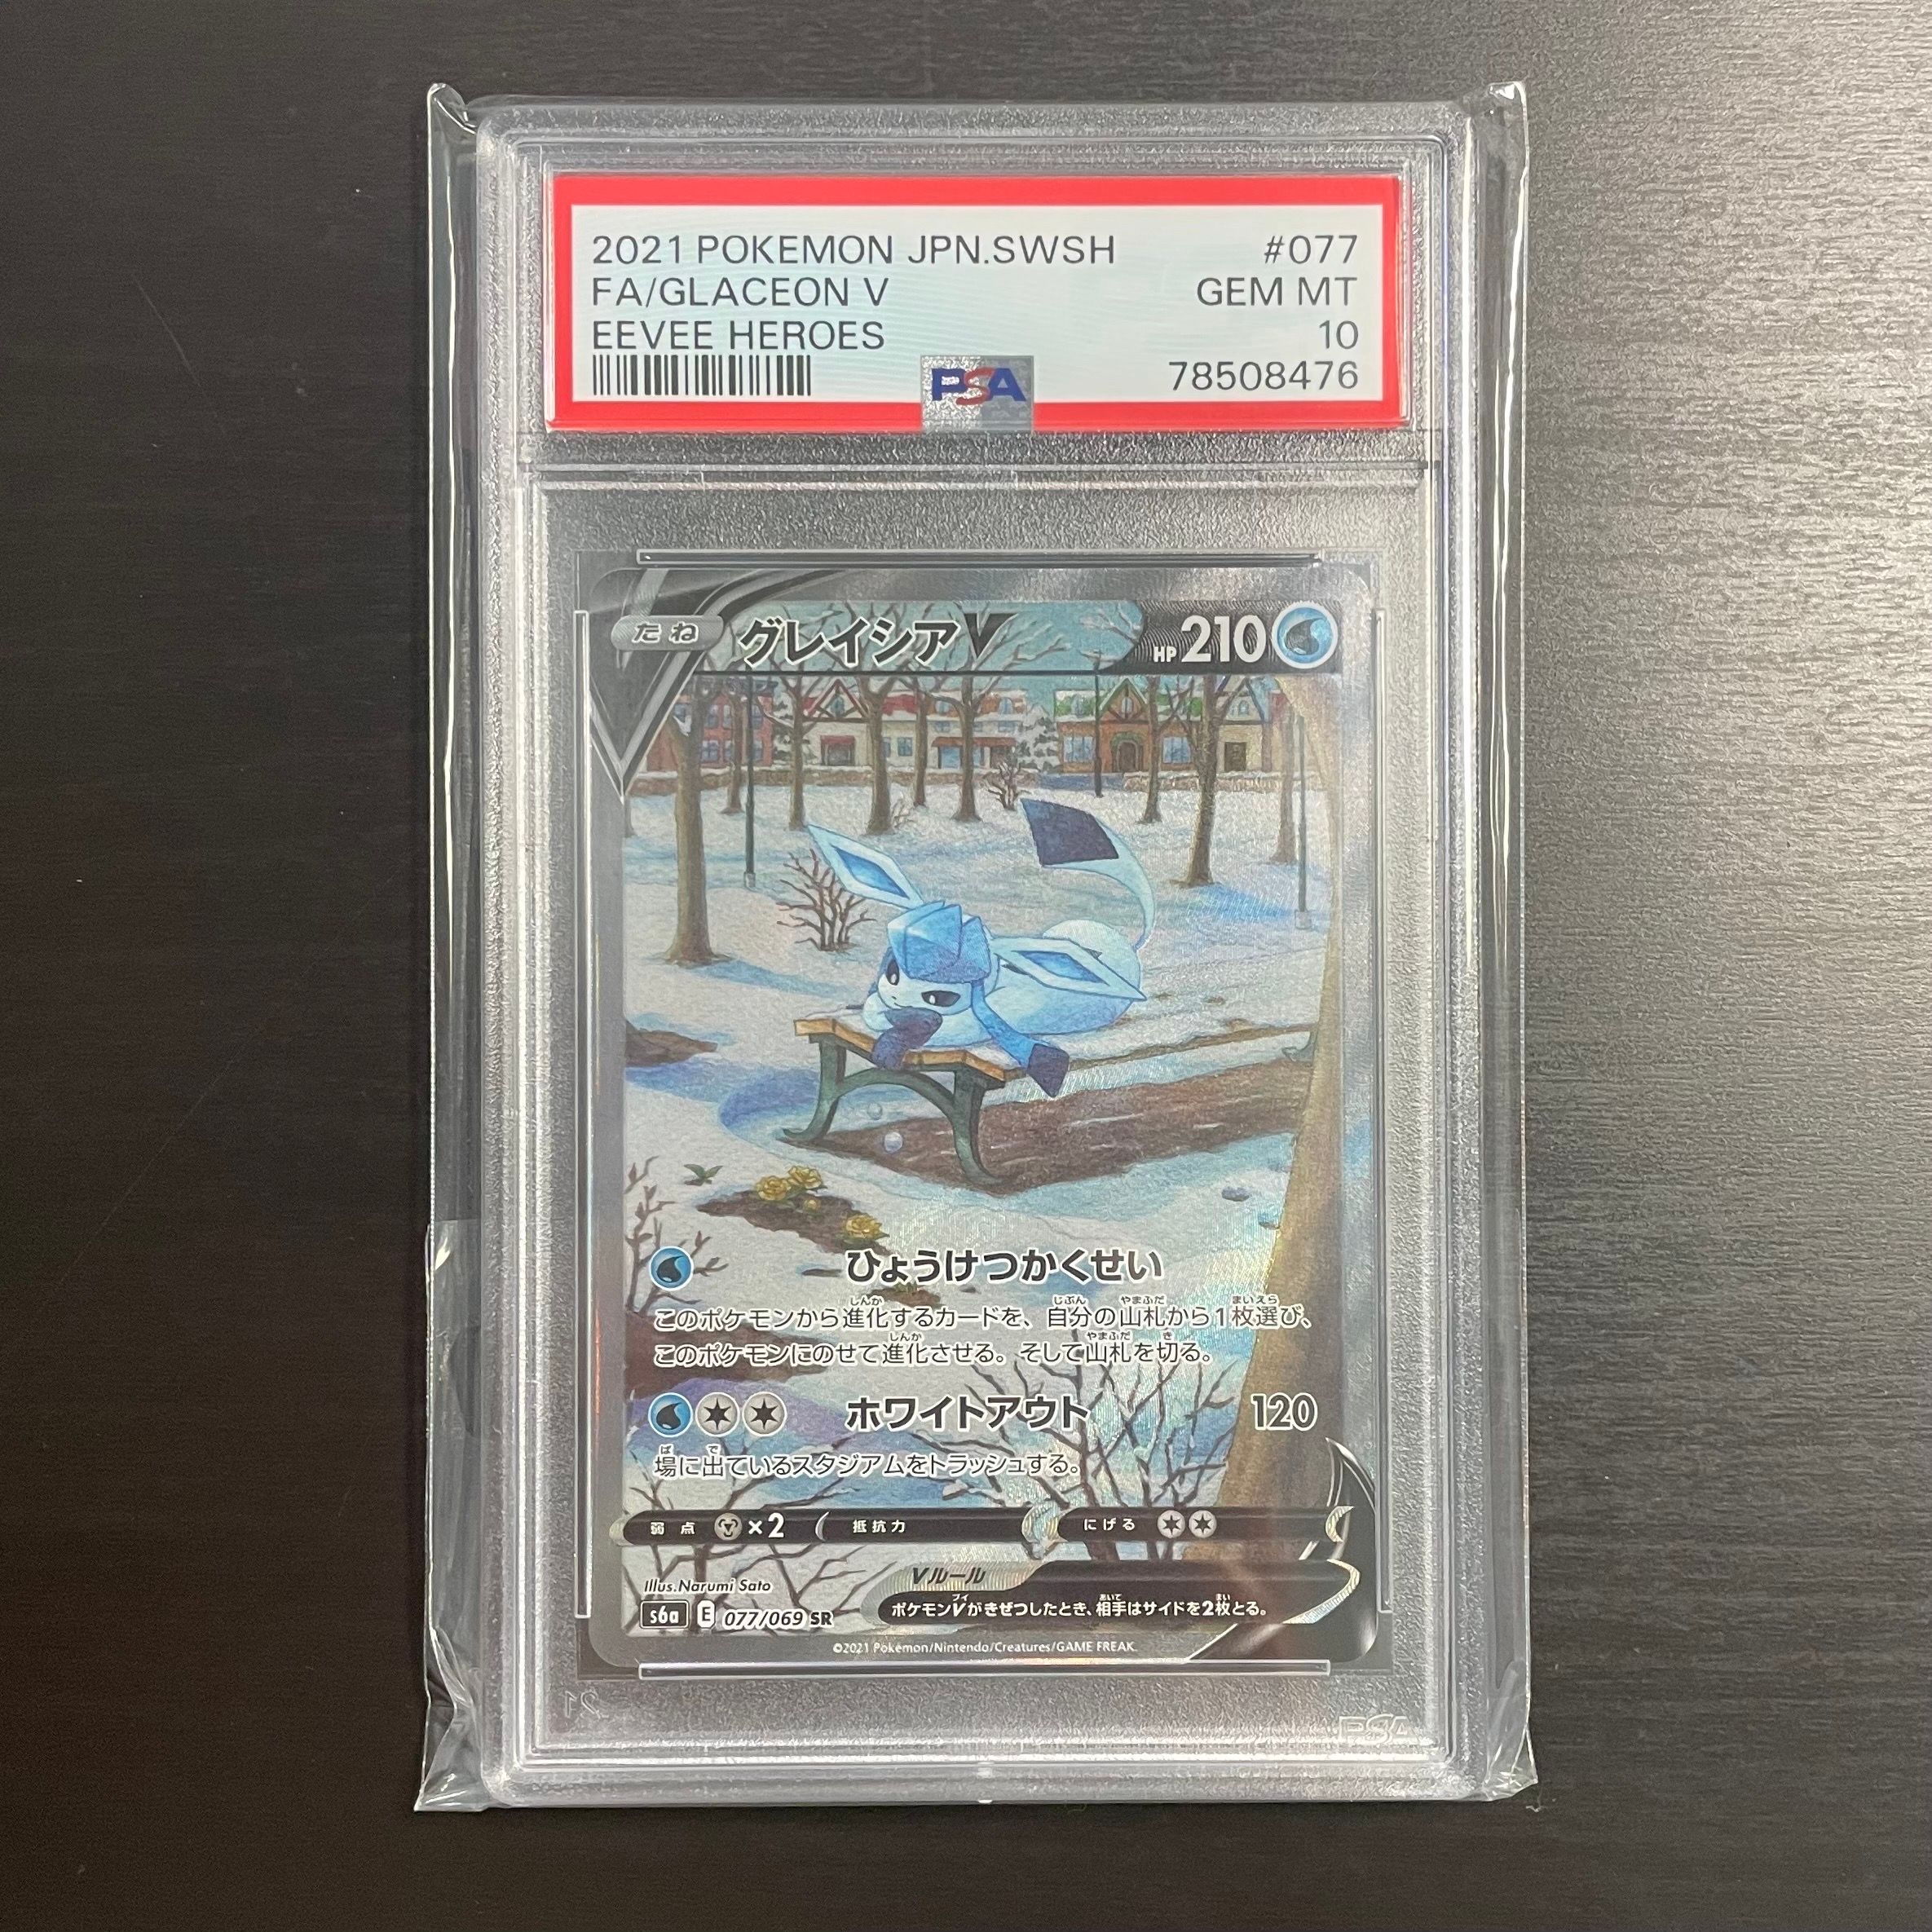 2021 POKEMON JPN.SWSH #077
FA/GLACEON V GEM MT
EEVEE HEROES 10
PSA 78508476
たね グレイシアV HP 210
ひょうけつかくせい
このポケモンから進化するカードを、自分の山札から1枚選び、
このポケモンにのせて進化させる。そして山札を切る。
ホワイトアウト 120
場に出ているスタジアムをトラッシュする。
弱点 ×2 抵抗力 にげる
Vルール
Illus.Narumi Sato
ポケモンVがきぜつしたとき、相手はサイドを2枚とる。
s6a E 077/069 SR
©2021 Pokémon/Nintendo/Creatures/GAME FREAK.
PSA